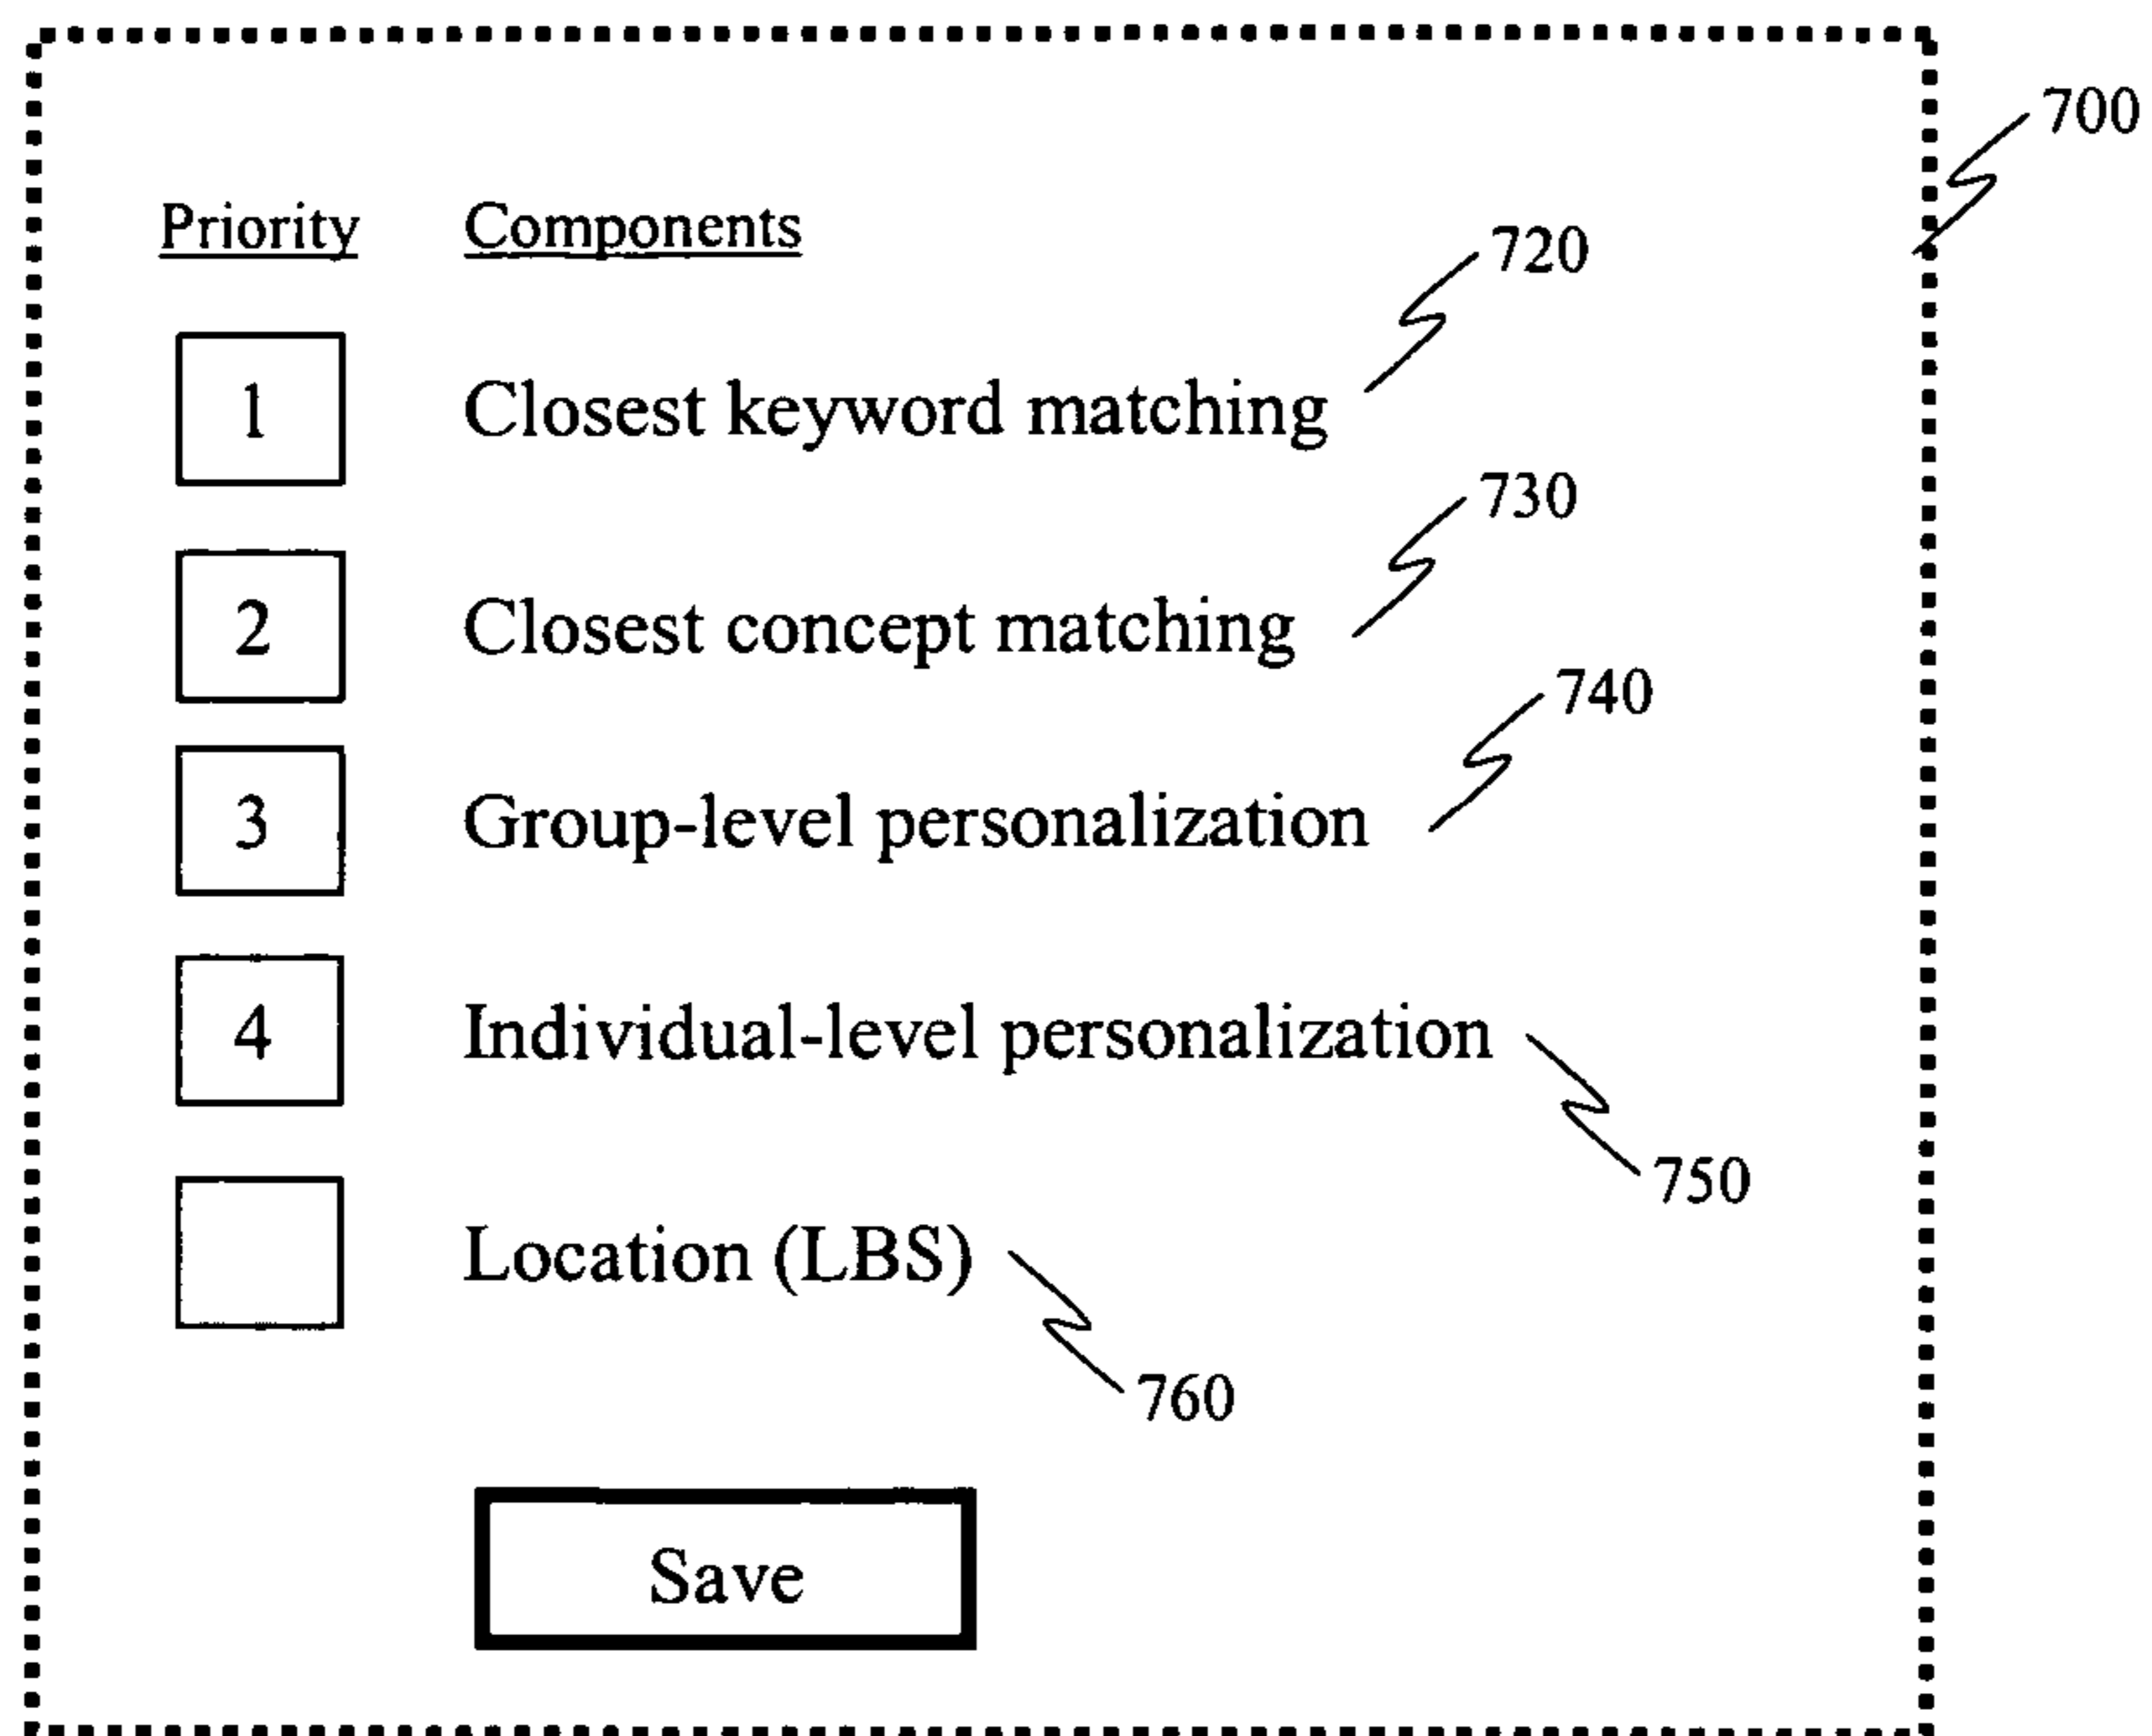 700
Priority Components
720
1 Closest keyword matching
730
2 Closest concept matching
740
3 Group-level personalization
4 Individual-level personalization
750
Location (LBS)
760
Save